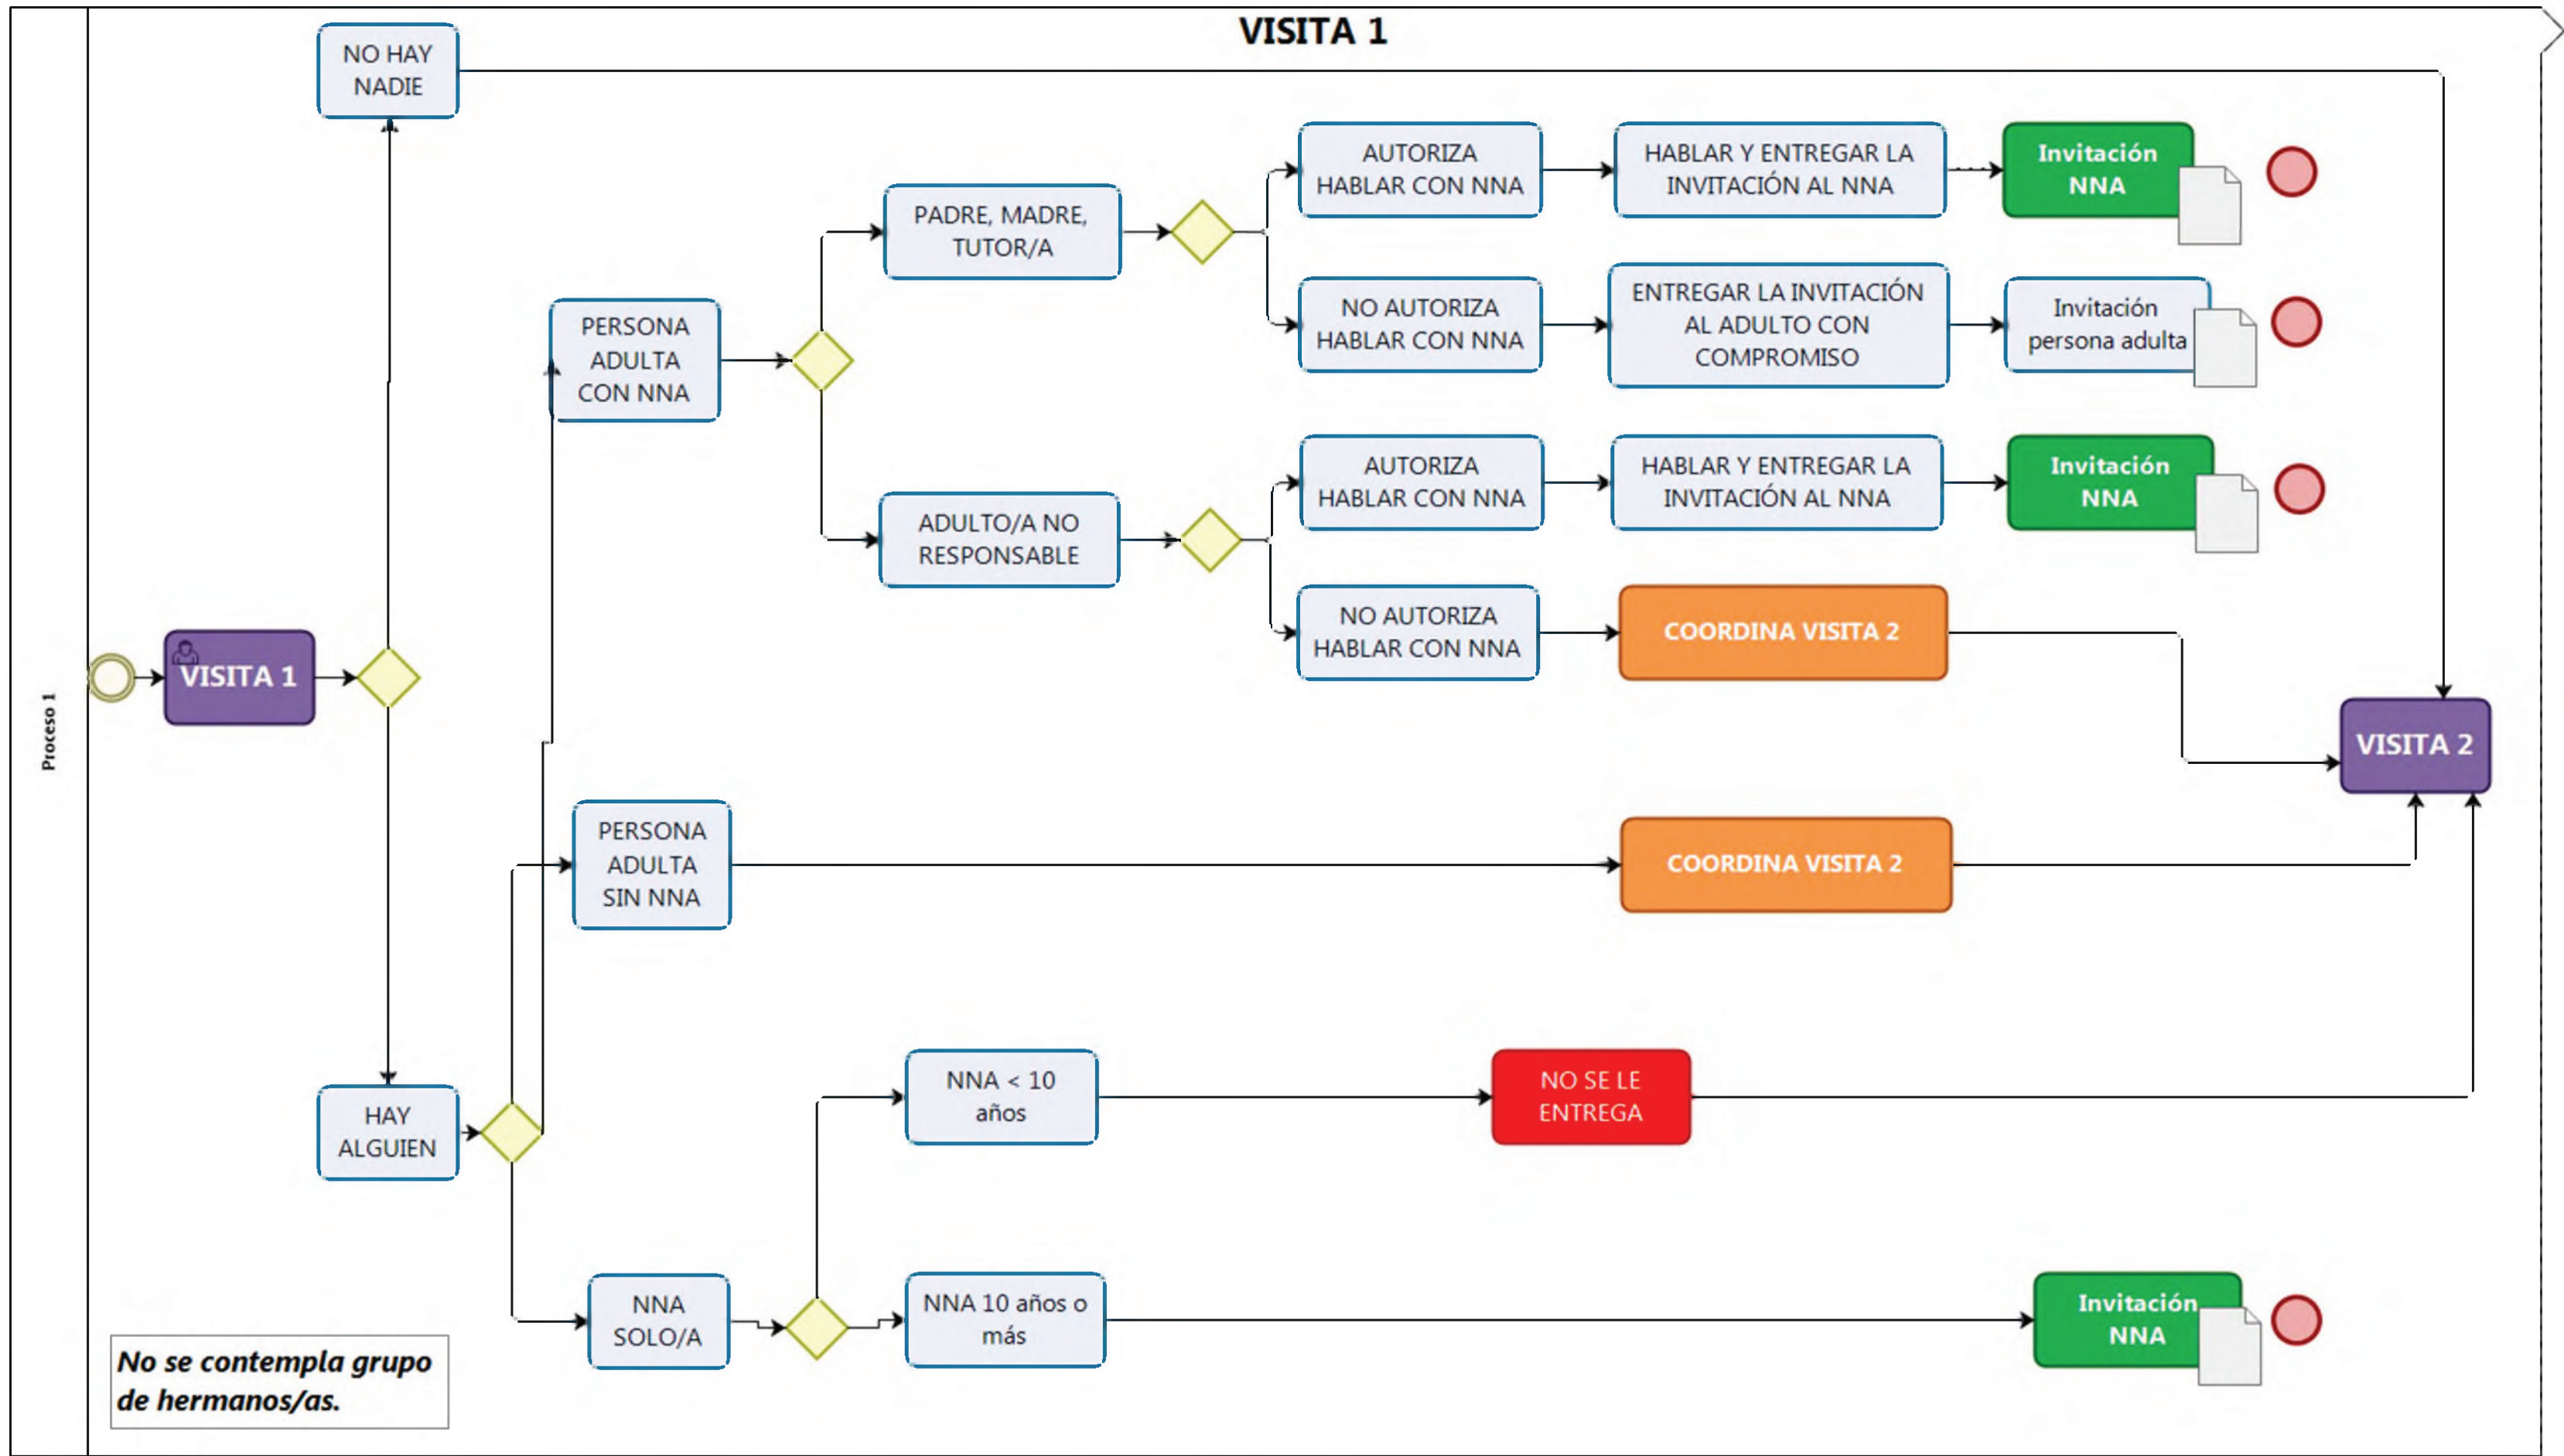 VISITA 1
NO HAY
NADIE
AUTORIZA
HABLAR CON NNA
HABLAR Y ENTREGAR LA
INVITACIÓN AL NNA
Invitación
NNA
PADRE, MADRE,
TUTOR/A
NO AUTORIZA
HABLAR CON NNA
ENTREGAR LA INVITACIÓN
AL ADULTO CON
COMPROMISO
Invitación
persona adulta
PERSONA
ADULTA
CON NNA
AUTORIZA
HABLAR CON NNA
HABLAR Y ENTREGAR LA
INVITACIÓN AL NNA
Invitación
NNA
ADULTO/A NO
RESPONSABLE
NO AUTORIZA
HABLAR CON NNA
COORDINA VISITA 2
Proceso 1
VISITA 1
VISITA 2
PERSONA
ADULTA
SIN NNA
COORDINA VISITA 2
HAY
ALGUIEN
NNA < 10
años
NO SE LE
ENTREGA
NNA
SOLO/A
NNA 10 años o
más
Invitación
NNA
No se contempla grupo
de hermanos/as.